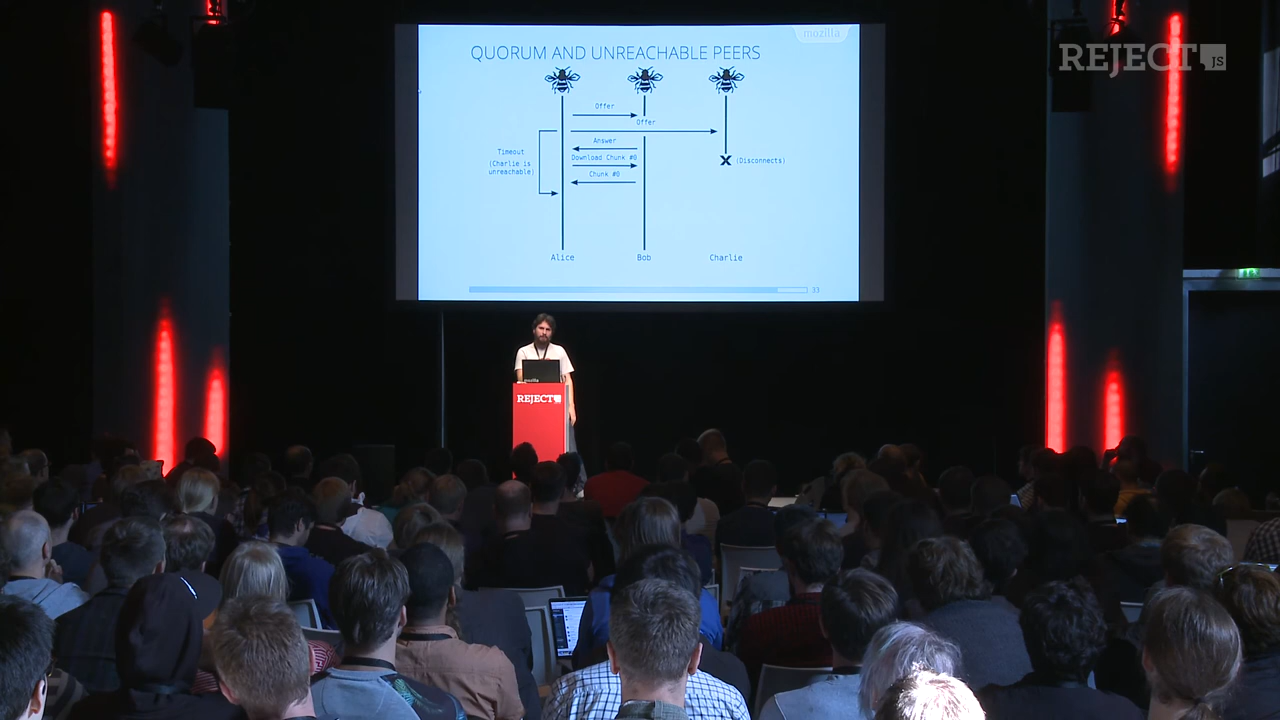 mozilla
REJECT JS
QUORUM AND UNREACHABLE PEERS
Offer
Offer
Answer
Timeout
(Charlie is
unreachable)
Download Chunk #0
(Disconnects)
Chunk #0
Alice
Bob
Charlie
33
mozilla
REJECT